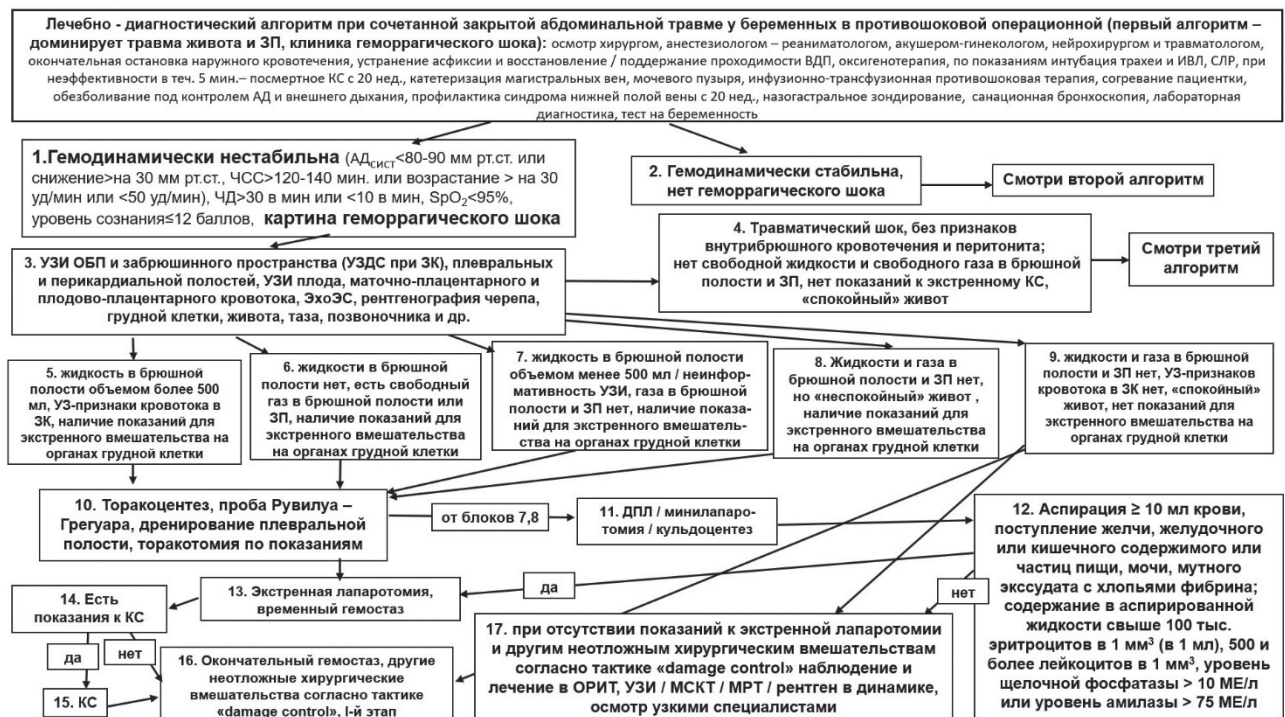 Лечебно - диагностический алгоритм при сочетанной закрытой абдоминальной травме у беременных в противошоковой операционной (первый алгоритм –
доминирует травма живота и ЗП, клиника геморрагического шока): осмотр хирургом, анестезиологом – реаниматологом, акушером-гинекологом, нейрохирургом и травматологом,
окончательная остановка наружного кровотечения, устранение асфиксии и восстановление / поддержание проходимости ВДП, оксигенотерапия, по показаниям интубация трахеи и ИВЛ, СЛР, при
неэффективности в теч. 5 мин.– посмертное КС с 20 нед., катетеризация магистральных вен, мочевого пузыря, инфузионно-трансфузионная противошоковая терапия, согревание пациентки,
обезболивание под контролем АД и внешнего дыхания, профилактика синдрома нижней полой вены с 20 нед., назогастральное зондирование, санационная бронхоскопия, лабораторная
диагностика, тест на беременность
1.Гемодинамически нестабильна (АДсист<80-90 мм рт.ст. или
снижение>на 30 мм рт.ст., ЧСС>120-140 мин. или возрастание > на 30
уд/мин или <50 уд/мин), ЧД>30 в мин или <10 в мин, SpO2<95%,
уровень сознания≤12 баллов, картина геморрагического шока
2. Гемодинамически стабильна,
нет геморрагического шока
Смотри второй алгоритм
3. УЗИ ОБП и забрюшинного пространства (УЗДС при ЗК), плевральных
и перикардиальной полостей, УЗИ плода, маточно-плацентарного и
плодово-плацентарного кровотока, ЭхоЭС, рентгенография черепа,
грудной клетки, живота, таза, позвоночника и др.
4. Травматический шок, без признаков
внутрибрюшного кровотечения и перитонита;
нет свободной жидкости и свободного газа в брюшной
полости и ЗП, нет показаний к экстренному КС,
«спокойный» живот
Смотри третий
алгоритм
5. жидкость в брюшной
полости объемом более 500
мл, УЗ-признаки кровотока в
ЗК, наличие показаний для
экстренного вмешательства на
органах грудной клетки
6. жидкости в брюшной
полости нет, есть свободный
газ в брюшной полости или
ЗП, наличие показаний для
экстренного вмешательства
на органах грудной клетки
7. жидкость в брюшной полости
объемом менее 500 мл / неинфор-
мативность УЗИ, газа в брюшной
полости и ЗП нет, наличие показа-
ний для экстренного вмешатель-
ства на органах грудной клетки
8. Жидкости и газа в
брюшной полости и ЗП нет,
но «неспокойный» живот ,
наличие показаний для
экстренного вмешательства
на органах грудной клетки
9. жидкости и газа в брюшной
полости и ЗП нет, УЗ-признаков
кровотока в ЗК нет, «спокойный»
живот, нет показаний для
экстренного вмешательства на
органах грудной клетки
10. Торакоцентез, проба Рувилуа –
Грегуара, дренирование плевральной
полости, торакотомия по показаниям
от блоков 7,8
11. ДПЛ / минилапаро-
томия / кульдоцентез
12. Аспирация ≥ 10 мл крови,
поступление желчи, желудочного
или кишечного содержимого или
частиц пищи, мочи, мутного
экссудата с хлопьями фибрина;
содержание в аспирированной
жидкости свыше 100 тыс.
эритроцитов в 1 мм³ (в 1 мл), 500 и
более лейкоцитов в 1 мм³, уровень
щелочной фосфатазы > 10 МЕ/л
или уровень амилазы > 75 МЕ/л
да
нет
13. Экстренная лапаротомия,
временный гемостаз
14. Есть
показания к КС
да
нет
15. КС
16. Окончательный гемостаз, другие
неотложные хирургические
вмешательства согласно тактике
«damage control», I-й этап
17. при отсутствии показаний к экстренной лапаротомии
и другим неотложным хирургическим вмешательствам
согласно тактике «damage control» наблюдение и
лечение в ОРИТ, УЗИ / МСКТ / МРТ / рентген в динамике,
осмотр узкими специалистами